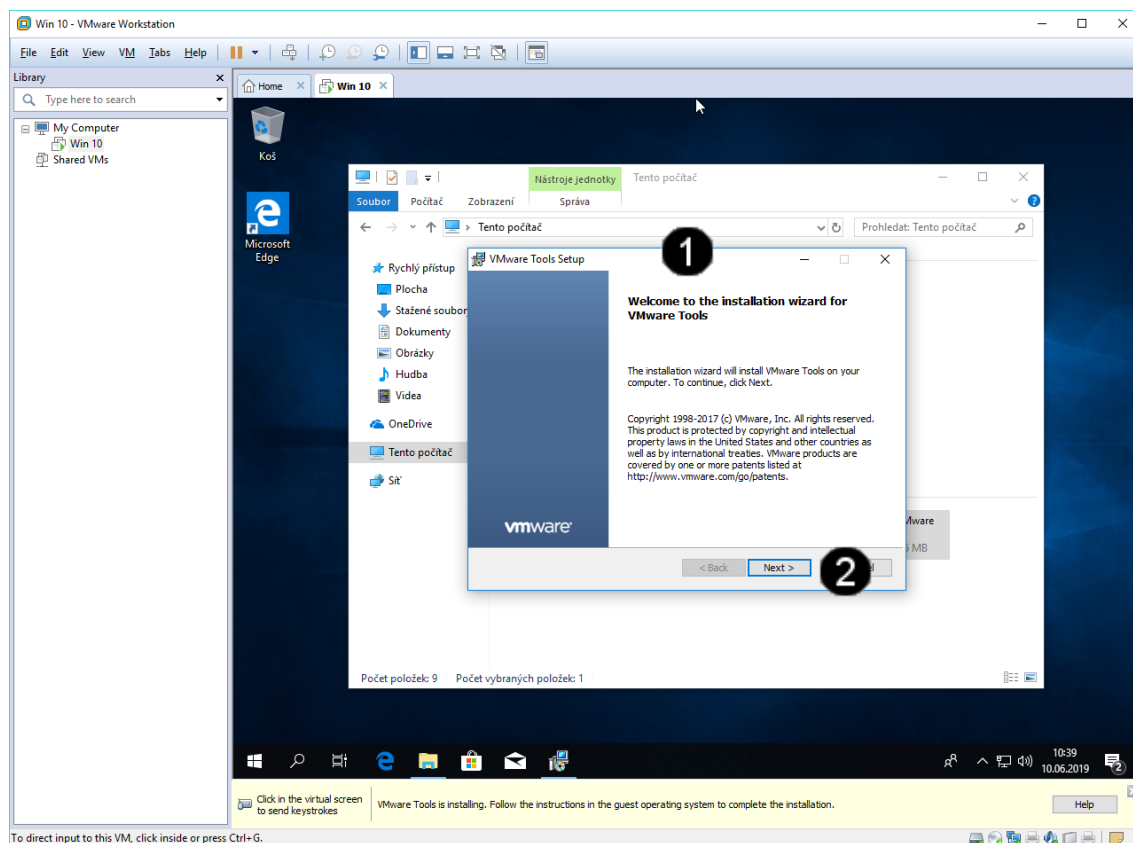 Win 10 - VMware Workstation
File Edit View VM Tabs Help
Library
Type here to search
My Computer
Win 10
Shared VMs
Home
Win 10
Koš
Microsoft
Edge
Nástroje jednotky
Tento počítač
Soubor Počítač Zobrazení Správa
Tento počítač
Prohledat: Tento počítač
Rychlý přístup
Plocha
Stažené soubory
Dokumenty
Obrázky
Hudba
Videa
OneDrive
Tento počítač
Síť
1
VMware Tools Setup
Welcome to the installation wizard for
VMware Tools
The installation wizard will install VMware Tools on your
computer. To continue, click Next.
Copyright 1998-2017 (c) VMware, Inc. All rights reserved.
This product is protected by copyright and intellectual
property laws in the United States and other countries as
well as by international treaties. VMware products are
covered by one or more patents listed at
http://www.vmware.com/go/patents.
vmware
< Back Next >
2
MB
Počet položek: 9 Počet vybraných položek: 1
10:39
10.06.2019
2
Click in the virtual screen
to send keystrokes
VMware Tools is installing. Follow the instructions in the guest operating system to complete the installation.
Help
To direct input to this VM, click inside or press Ctrl+G.